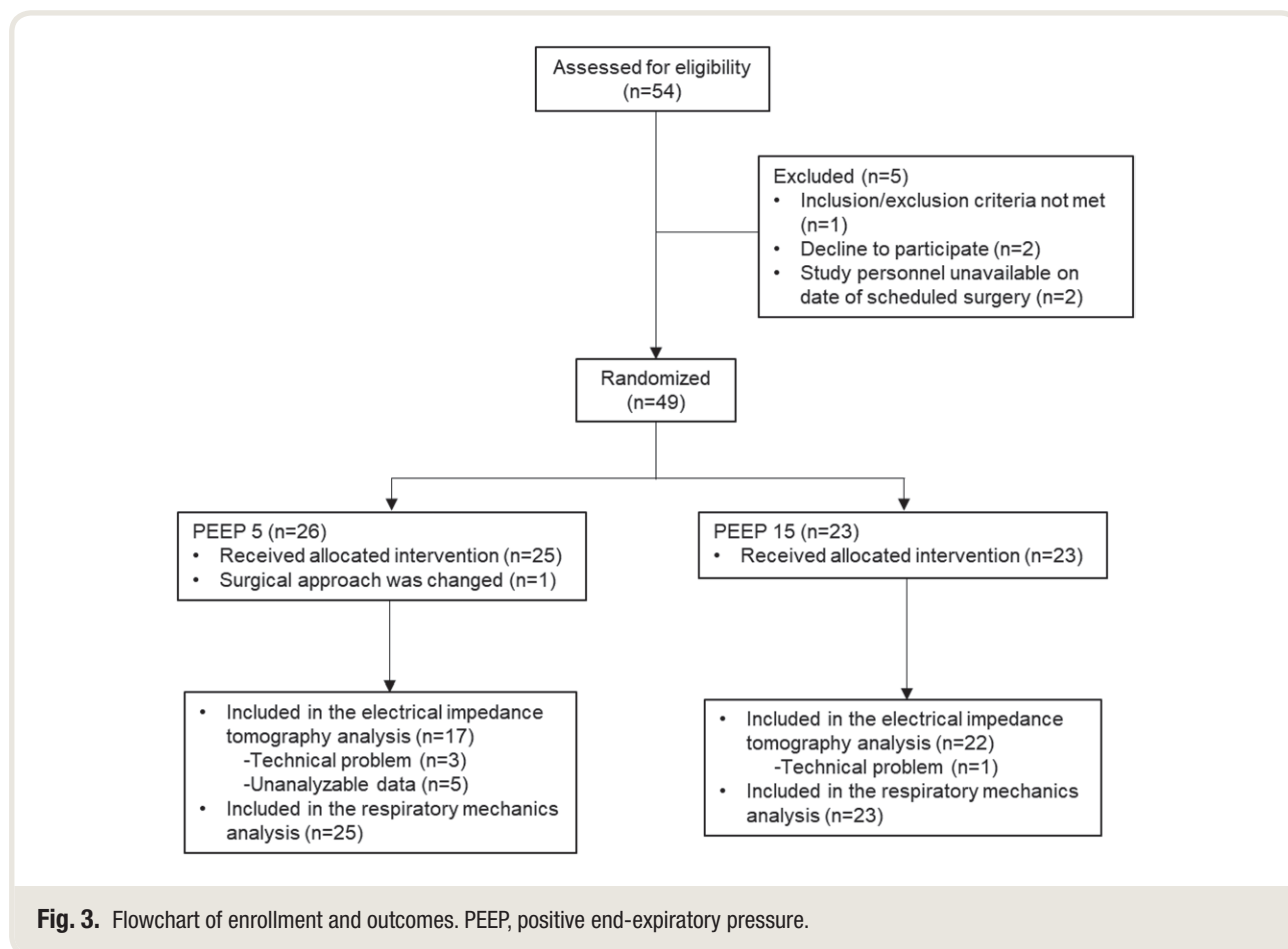 Assessed for eligibility
(n=54)
Excluded (n=5)
• Inclusion/exclusion criteria not met
(n=1)
• Decline to participate (n=2)
• Study personnel unavailable on
date of scheduled surgery (n=2)
Randomized
(n=49)
PEEP 5 (n=26)
• Received allocated intervention (n=25)
• Surgical approach was changed (n=1)
PEEP 15 (n=23)
• Received allocated intervention (n=23)
• Included in the electrical impedance
tomography analysis (n=17)
-Technical problem (n=3)
-Unanalyzable data (n=5)
• Included in the respiratory mechanics
analysis (n=25)
• Included in the electrical impedance
tomography analysis (n=22)
-Technical problem (n=1)
• Included in the respiratory mechanics
analysis (n=23)
Fig. 3. Flowchart of enrollment and outcomes. PEEP, positive end-expiratory pressure.